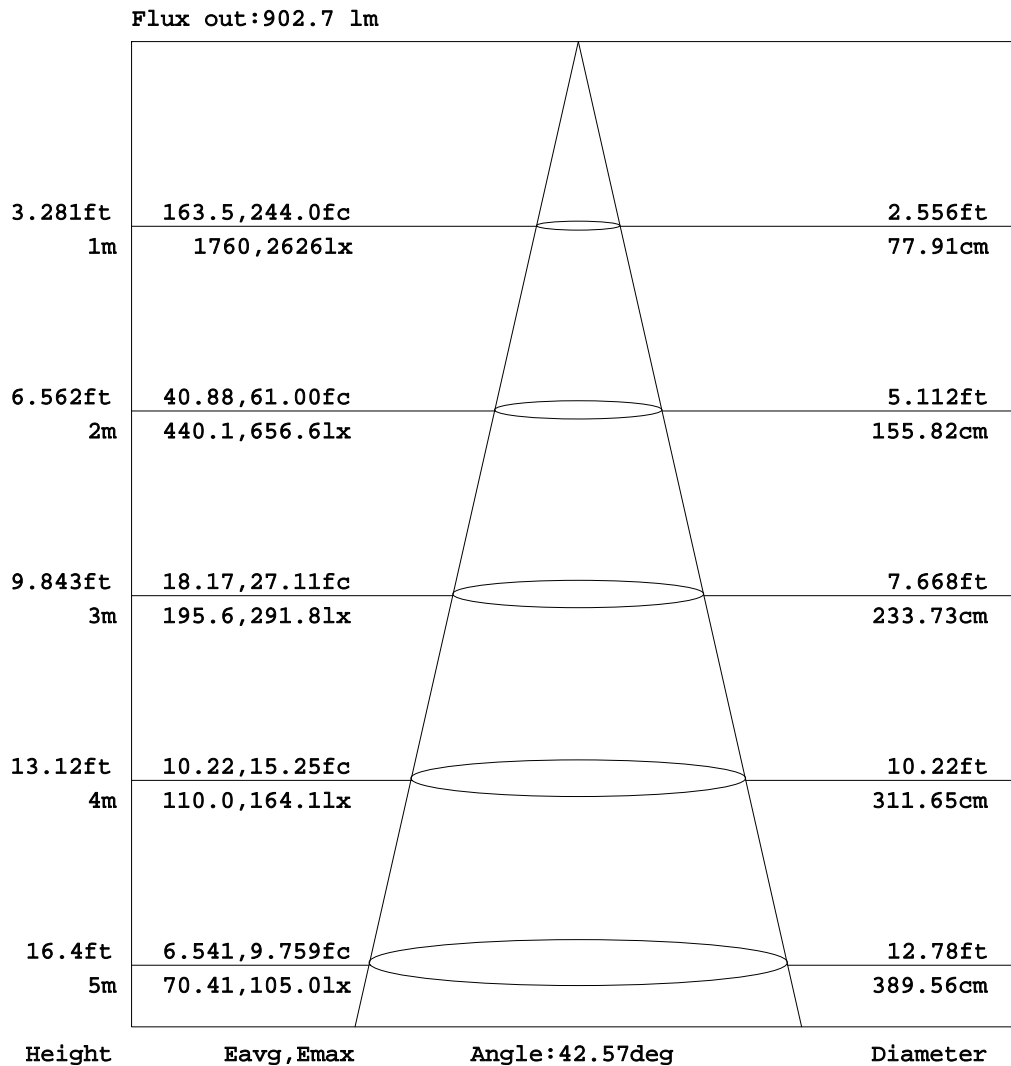 Flux out:902.7 lm
3.281ft 163.5,244.0fc 2.556ft
1m 1760,2626lx 77.91cm
6.562ft 40.88,61.00fc 5.112ft
2m 440.1,656.6lx 155.82cm
9.843ft 18.17,27.11fc 7.668ft
3m 195.6,291.8lx 233.73cm
13.12ft 10.22,15.25fc 10.22ft
4m 110.0,164.1lx 311.65cm
16.4ft 6.541,9.759fc 12.78ft
5m 70.41,105.0lx 389.56cm
Height Eavg,Emax Angle:42.57deg Diameter